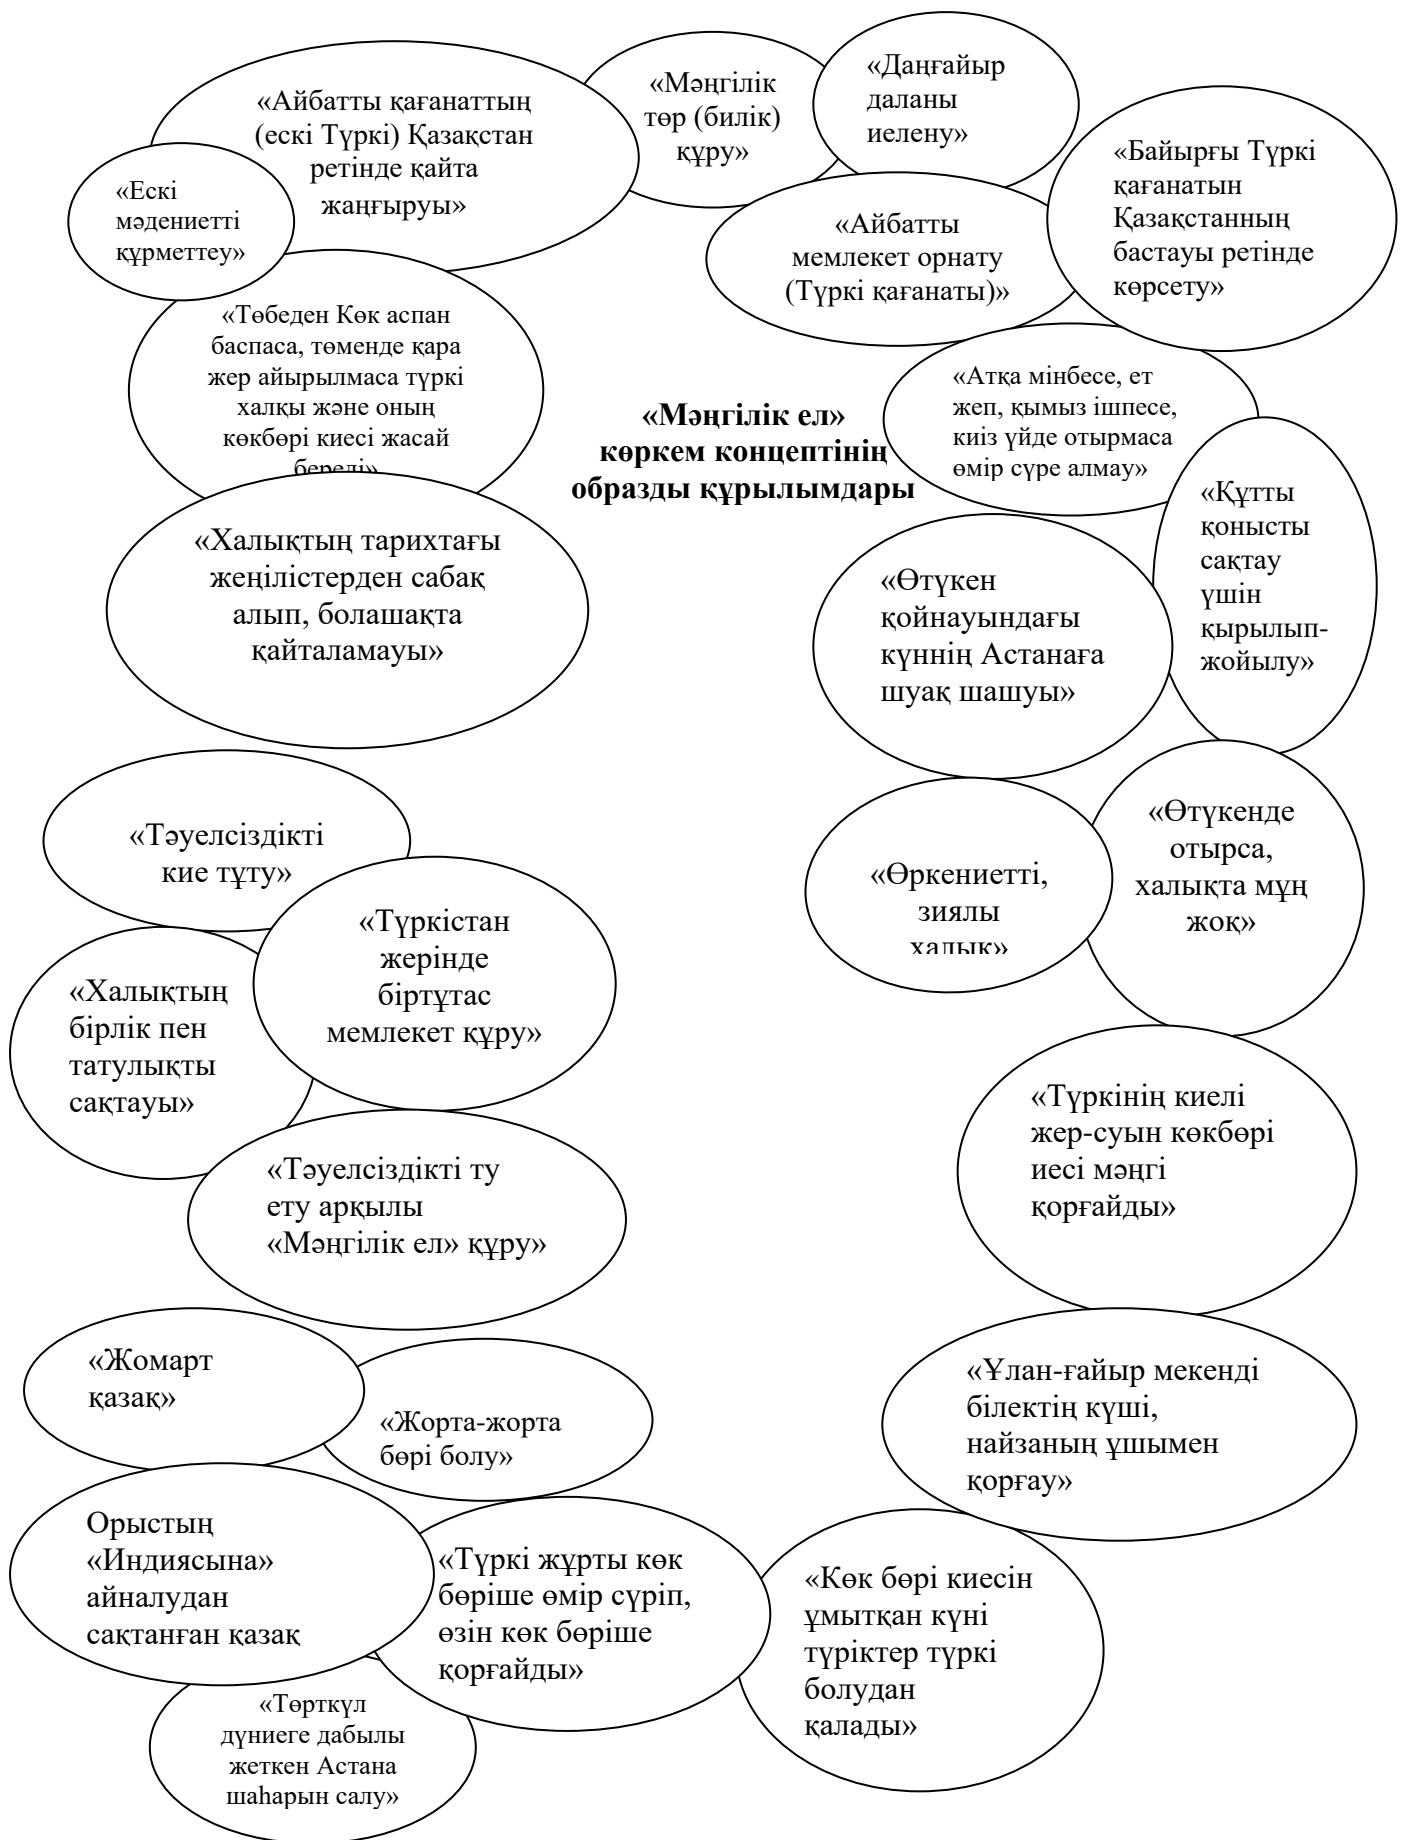 «Айбатты қағанаттың
(ескі Түркі) Қазақстан
ретінде қайта
жаңғыруы»
«Мәңгілік
төр (билік)
құру»
«Даңғайыр
даланы
иелену»
«Байырғы Түркі
қағанатын
Қазақстанның
бастауы ретінде
көрсету»
«Ескі
мәдениетті
құрметтеу»
«Айбатты
мемлекет орнату
(Түркі қағанаты)»
«Төбеден Көк аспан
баспаса, төменде қара
жер айырылмаса түркі
халқы және оның
көкбөрі киесі жасай
береді»
«Мәңгілік ел»
көркем концептінің
образды құрылымдары
«Атқа мінбесе, ет
жеп, қымыз ішпесе,
киіз үйде отырмаса
өмір сүре алмау»
«Құтты
қонысты
сақтау
үшін
қырылып-
жойылу»
«Халықтың тарихтағы
жеңілістерден сабақ
алып, болашақта
қайталамауы»
«Өтүкен
қойнауындағы
күннің Астанаға
шуақ шашуы»
«Тәуелсіздікті
кие тұту»
«Өркениетті,
зиялы
халық»
«Өтүкенде
отырса,
халықта мұң
жоқ»
«Түркістан
жерінде
біртұтас
мемлекет құру»
«Халықтың
бірлік пен
татулықты
сақтауы»
«Түркінің киелі
жер-суын көкбөрі
иесі мәңгі
қорғайды»
«Тәуелсіздікті ту
ету арқылы
«Мәңгілік ел» құру»
«Жомарт
қазақ»
«Жорта-жорта
бөрі болу»
«Ұлан-ғайыр мекенді
білектің күші,
найзаның ұшымен
қорғау»
Орыстың
«Индиясына»
айналудан
сақтанған қазақ
«Түркі жұрты көк
бөріше өмір сүріп,
өзін көк бөріше
қорғайды»
«Көк бөрі киесін
ұмытқан күні
түріктер түркі
болудан
қалады»
«Төрткүл
дүниеге дабылы
жеткен Астана
шаһарын салу»